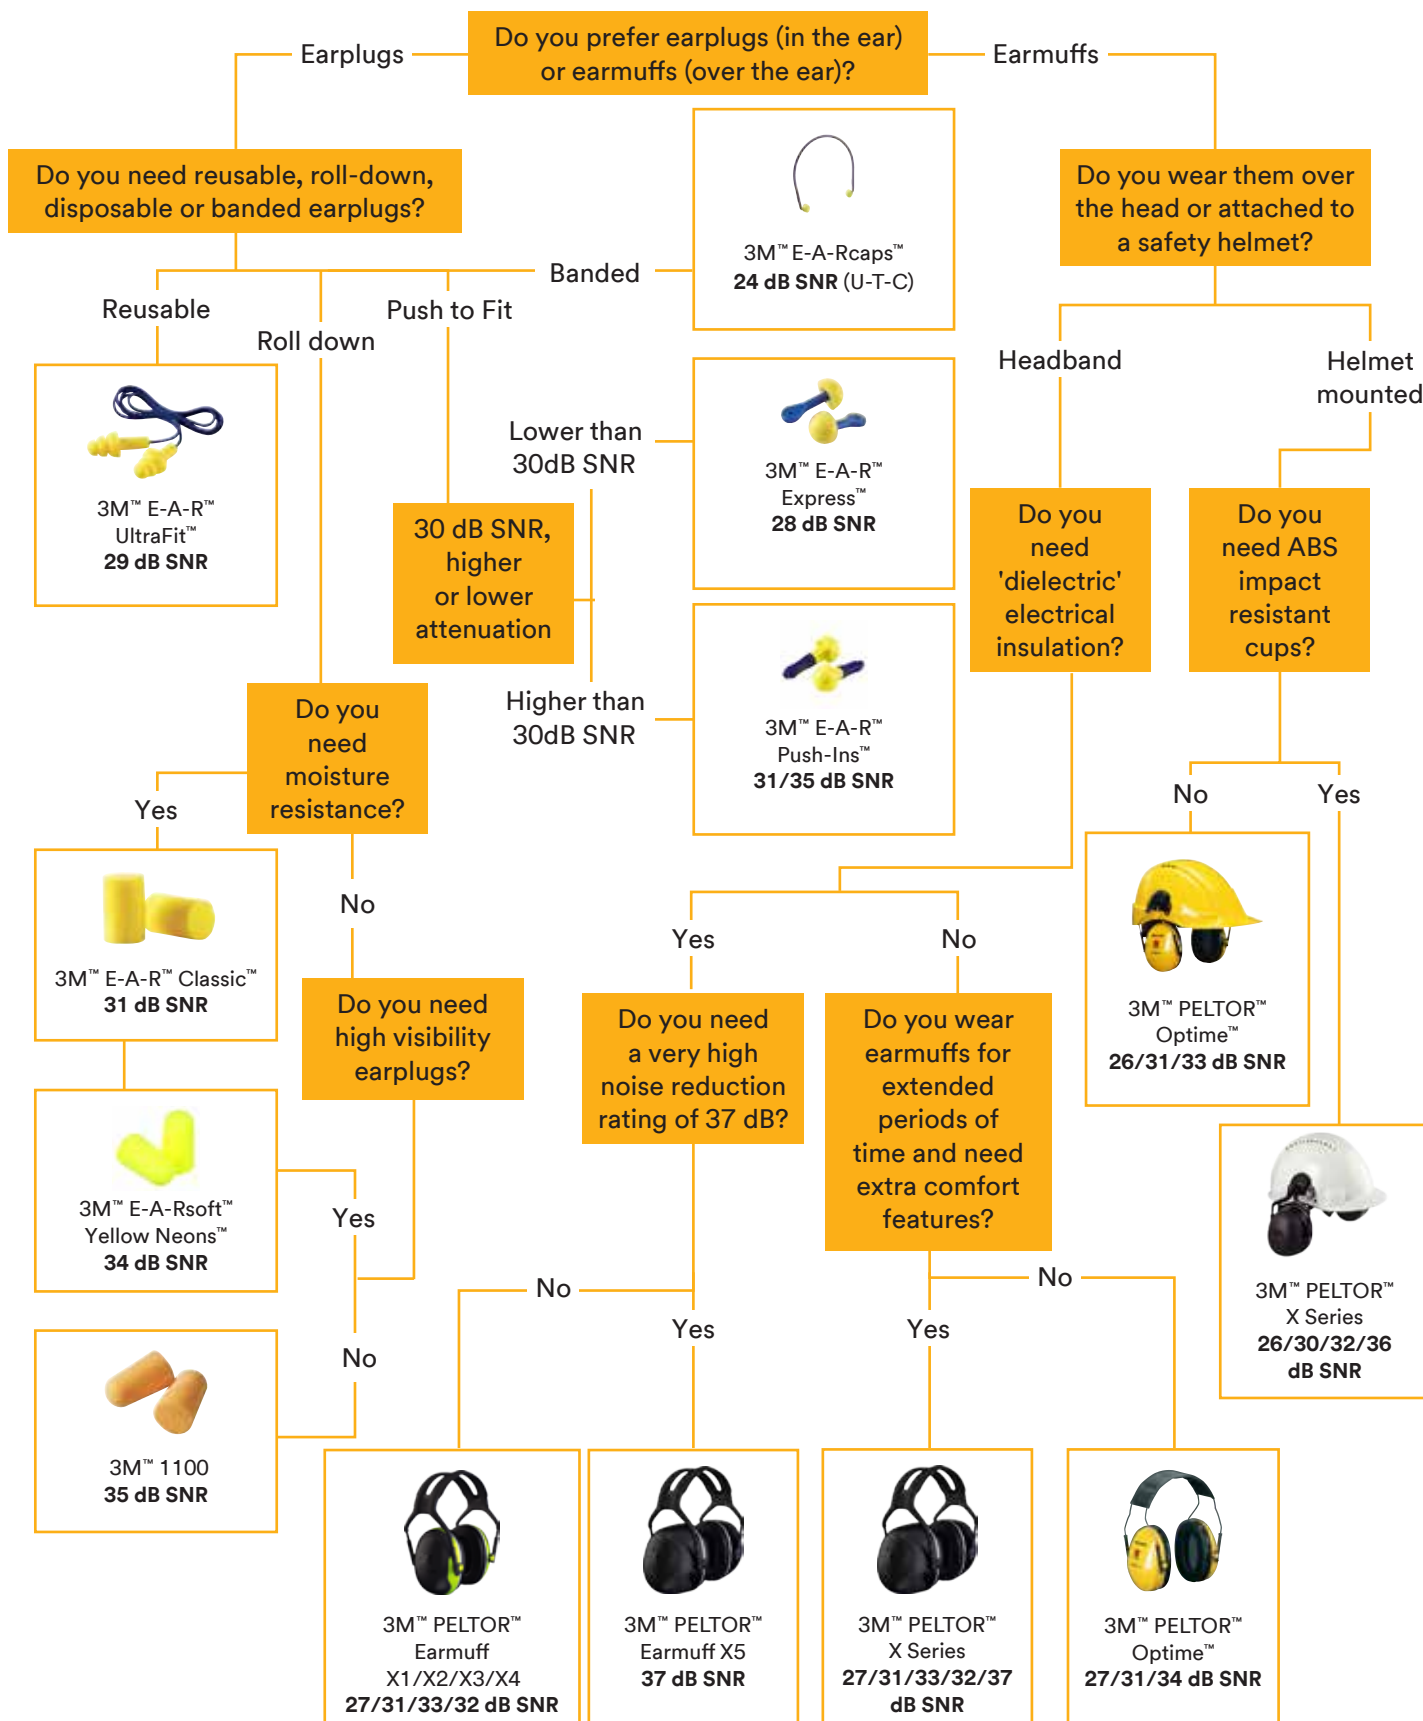 Do you prefer earplugs (in the ear)
or earmuffs (over the ear)?
Earplugs
Earmuffs
Do you need reusable, roll-down,
disposable or banded earplugs?
Banded
3M™ E-A-Rcaps™
24 dB SNR (U-T-C)
Do you wear them over
the head or attached to
a safety helmet?
Reusable
Roll down
Push to Fit
Headband
Helmet
mounted
3M™ E-A-R™
UltraFit™
29 dB SNR
Lower than
30dB SNR
3M™ E-A-R™
Express™
28 dB SNR
30 dB SNR,
higher
or lower
attenuation
Higher than
30dB SNR
3M™ E-A-R™
Push-Ins™
31/35 dB SNR
Do you
need
'dielectric'
electrical
insulation?
Do you
need ABS
impact
resistant
cups?
Do you
need
moisture
resistance?
Yes
No
No
Yes
3M™ E-A-R™ Classic™
31 dB SNR
Do you need
high visibility
earplugs?
Yes
No
3M™ PELTOR™
Optime™
26/31/33 dB SNR
Do you need
a very high
noise reduction
rating of 37 dB?
Do you wear
earmuffs for
extended
periods of
time and need
extra comfort
features?
3M™ E-A-Rsoft™
Yellow Neons™
34 dB SNR
Yes
No
3M™ PELTOR™
X Series
26/30/32/36
dB SNR
No
Yes
Yes
No
3M™ 1100
35 dB SNR
3M™ PELTOR™
Earmuff
X1/X2/X3/X4
27/31/33/32 dB SNR
3M™ PELTOR™
Earmuff X5
37 dB SNR
3M™ PELTOR™
X Series
27/31/33/32/37
dB SNR
3M™ PELTOR™
Optime™
27/31/34 dB SNR